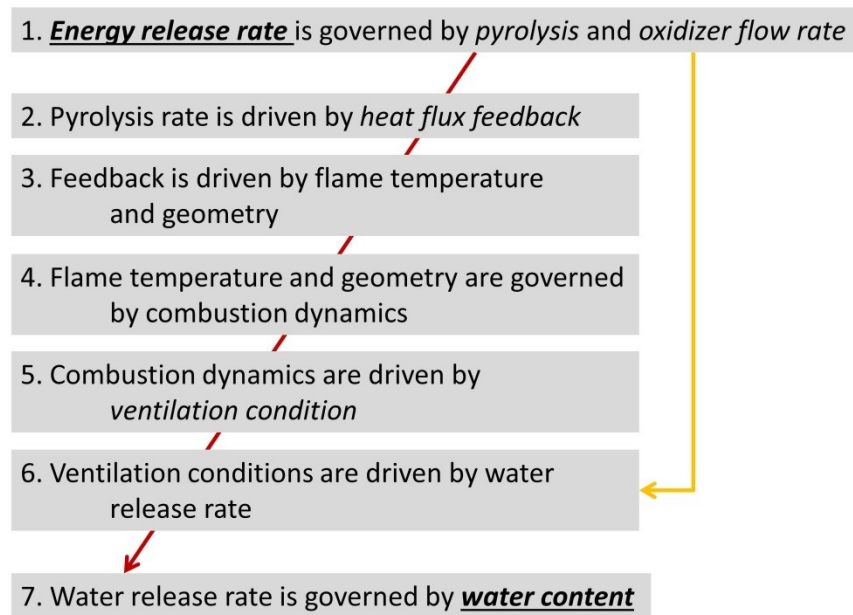 1. Energy release rate is governed by pyrolysis and oxidizer flow rate
2. Pyrolysis rate is driven by heat flux feedback
3. Feedback is driven by flame temperature
and geometry
4. Flame temperature and geometry are governed
by combustion dynamics
5. Combustion dynamics are driven by
ventilation condition
6. Ventilation conditions are driven by water
release rate
7. Water release rate is governed by water content